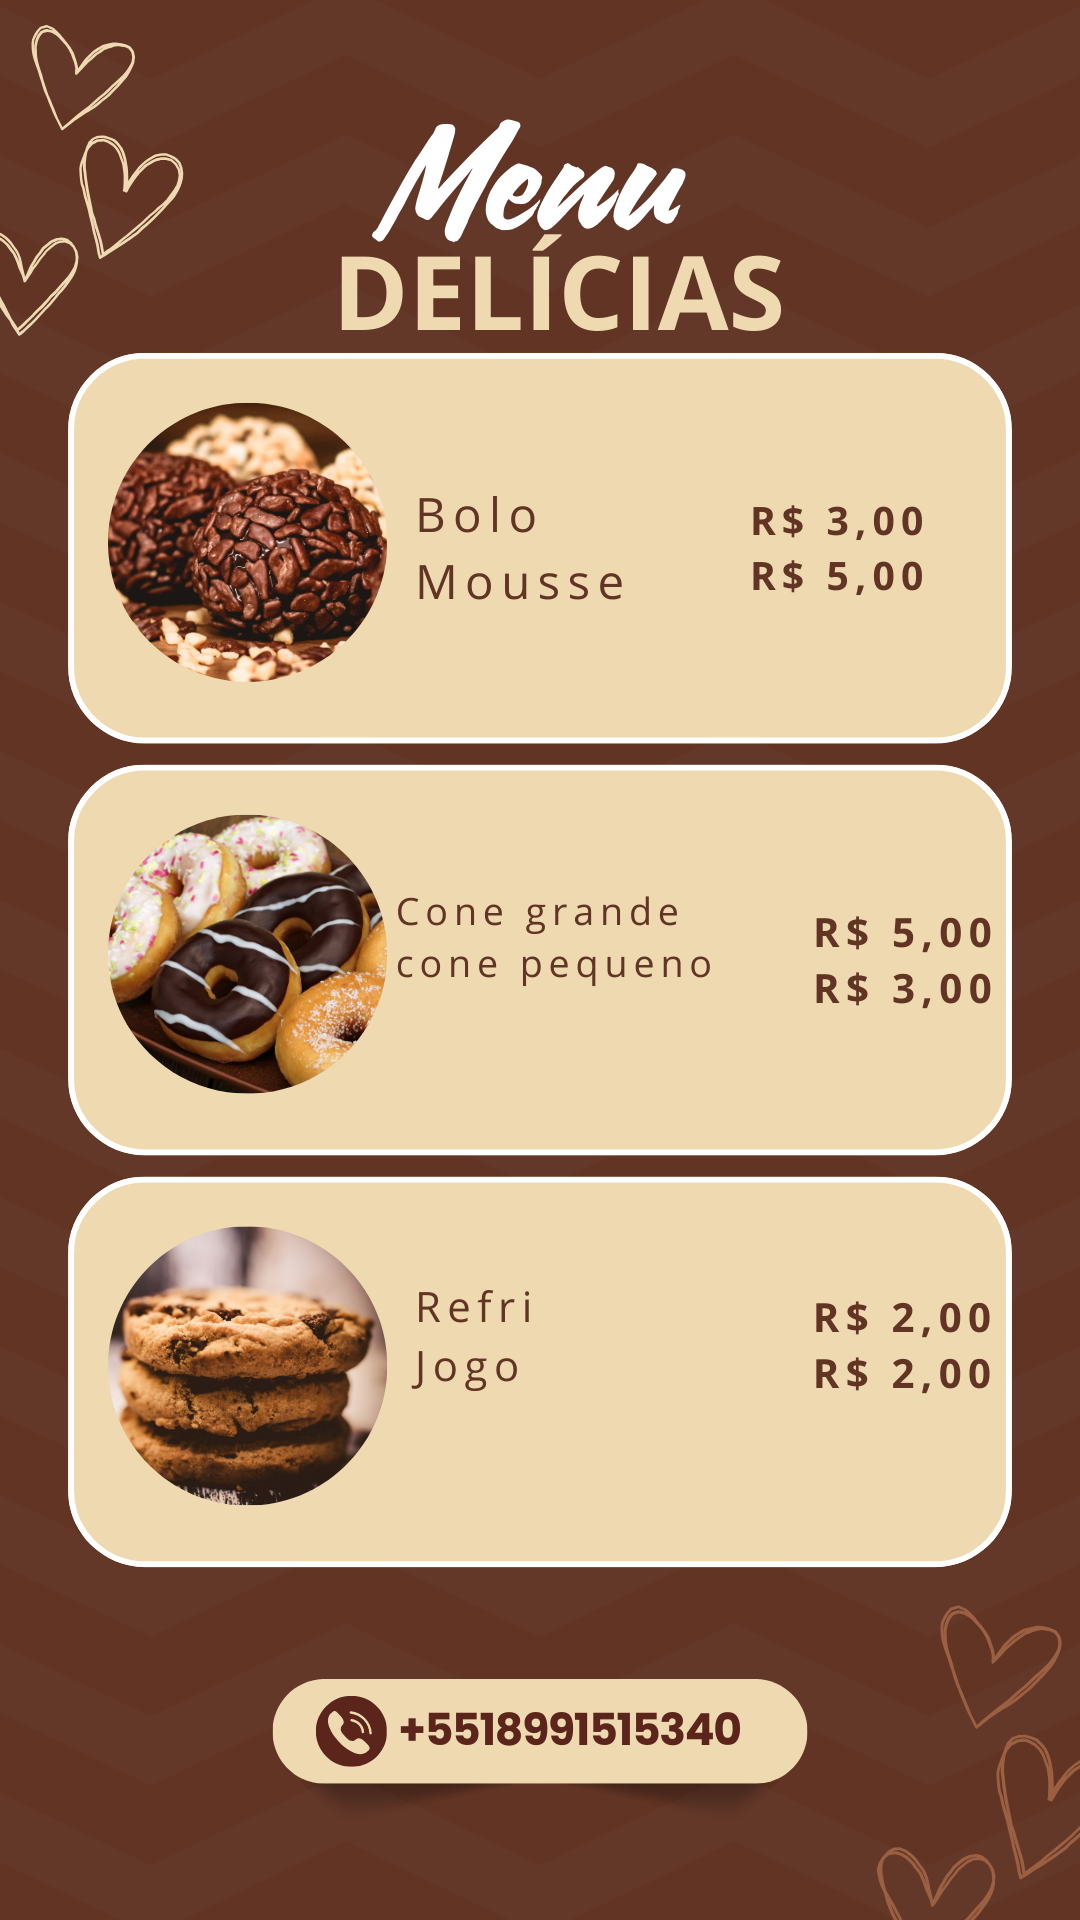 Menu
DELÍCIAS
Bolo R$ 3,00
Mousse R$ 5,00
Cone grande R$ 5,00
cone pequeno R$ 3,00
Refri R$ 2,00
Jogo R$ 2,00
+5518991515340